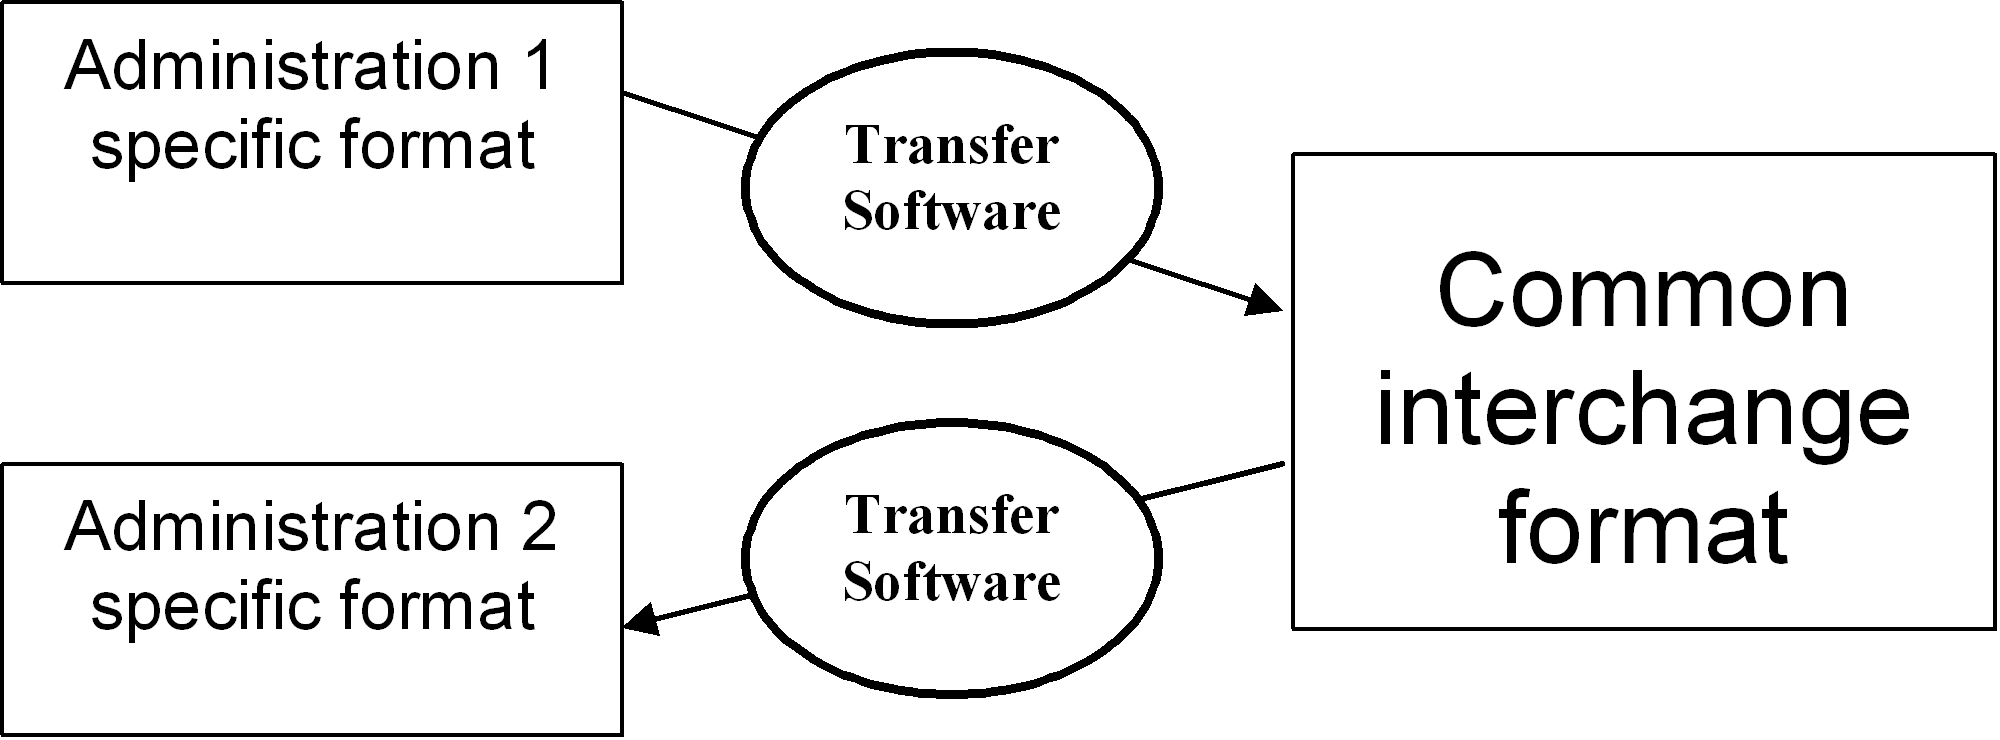 Administration 1
specific format
Transfer
Software
Common
interchange
format
Administration 2
specific format
Transfer
Software